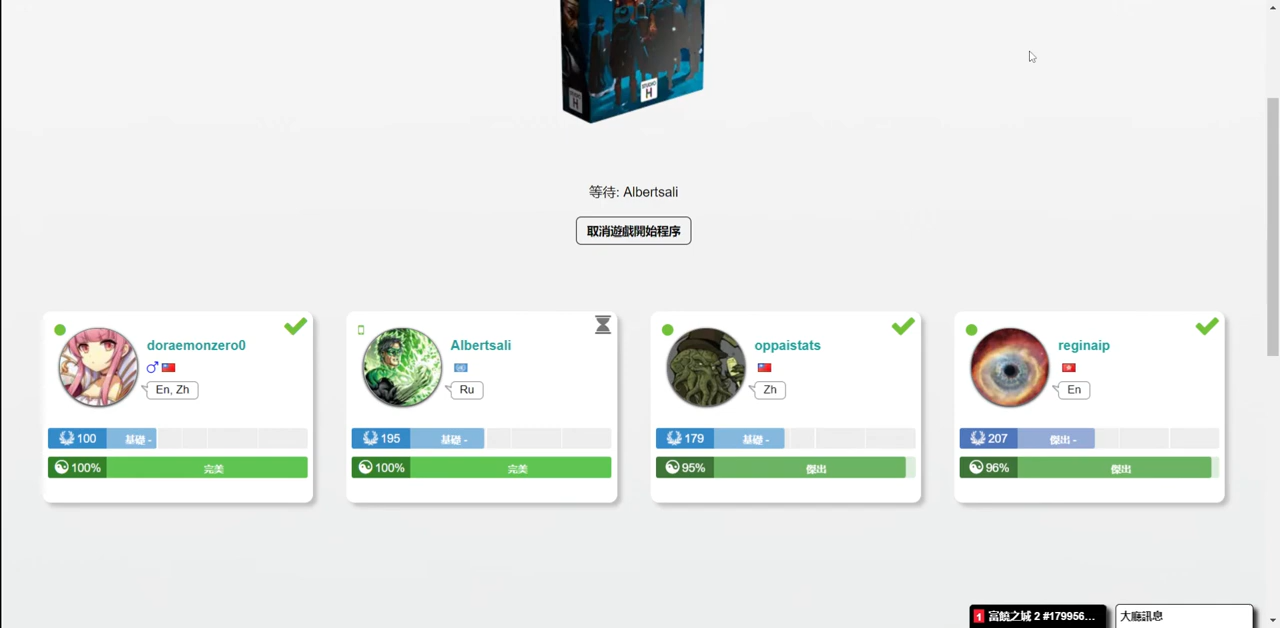 H
H
等待: Albertsali
取消遊戲開始程序
doraemonzero0
En, Zh
100 基礎 -
100% 完美
Albertsali
Ru
195 基礎 -
100% 完美
oppaistats
Zh
179 基礎 -
95% 傑出
reginaip
En
207 傑出 -
96% 傑出
1 富饒之城 2 #179956...
大廳訊息